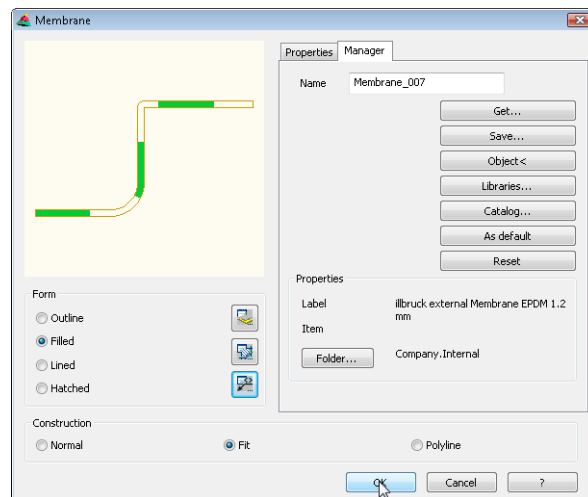 Membrane
Properties
Manager
Name
Membrane_007
Get...
Save...
Object<
Libraries...
Catalog...
As default
Reset
Properties
Label
illbruck external Membrane EPDM 1.2
mm
Item
Folder...
Company.Internal
Form
Outline
Filled
Lined
Hatched
Construction
Normal
Fit
Polyline
OK
Cancel
?